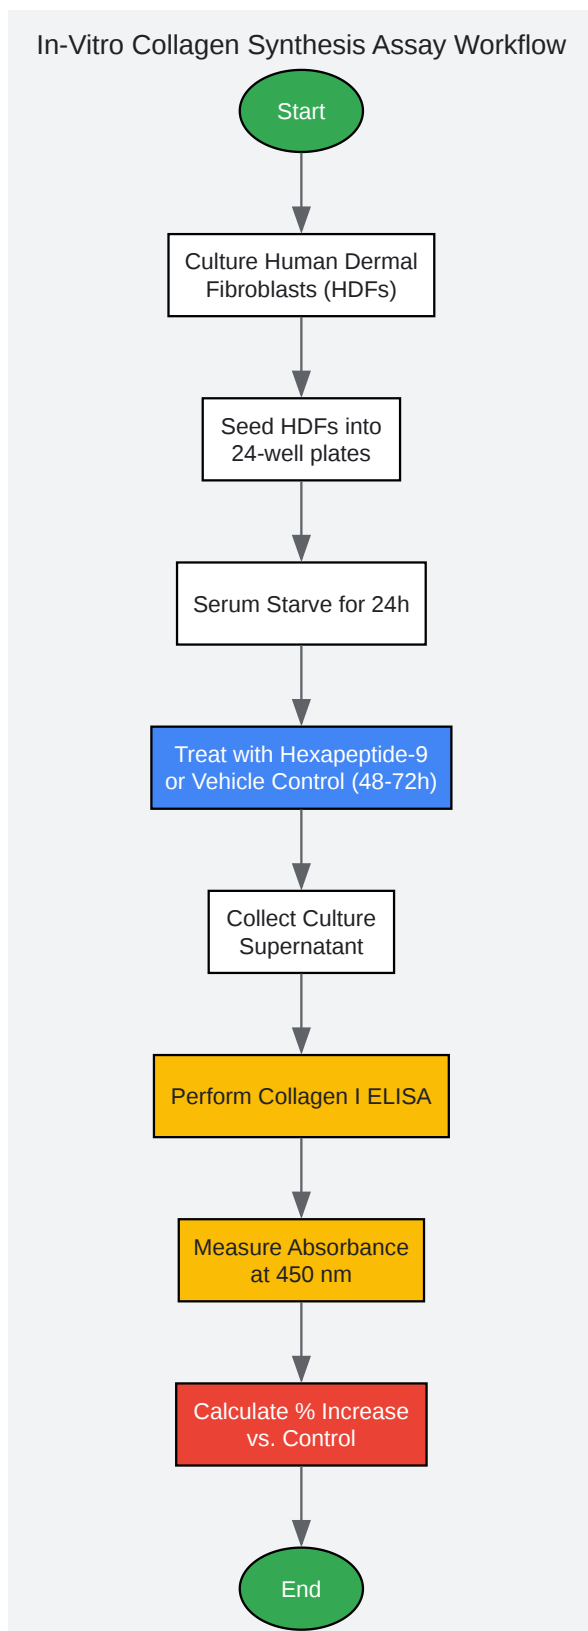 In-Vitro Collagen Synthesis Assay Workflow
Start
Culture Human Dermal
Fibroblasts (HDFs)
Seed HDFs into
24-well plates
Serum Starve for 24h
Treat with Hexapeptide-9
or Vehicle Control (48-72h)
Collect Culture
Supernatant
Perform Collagen I ELISA
Measure Absorbance
at 450 nm
Calculate % Increase
vs. Control
End